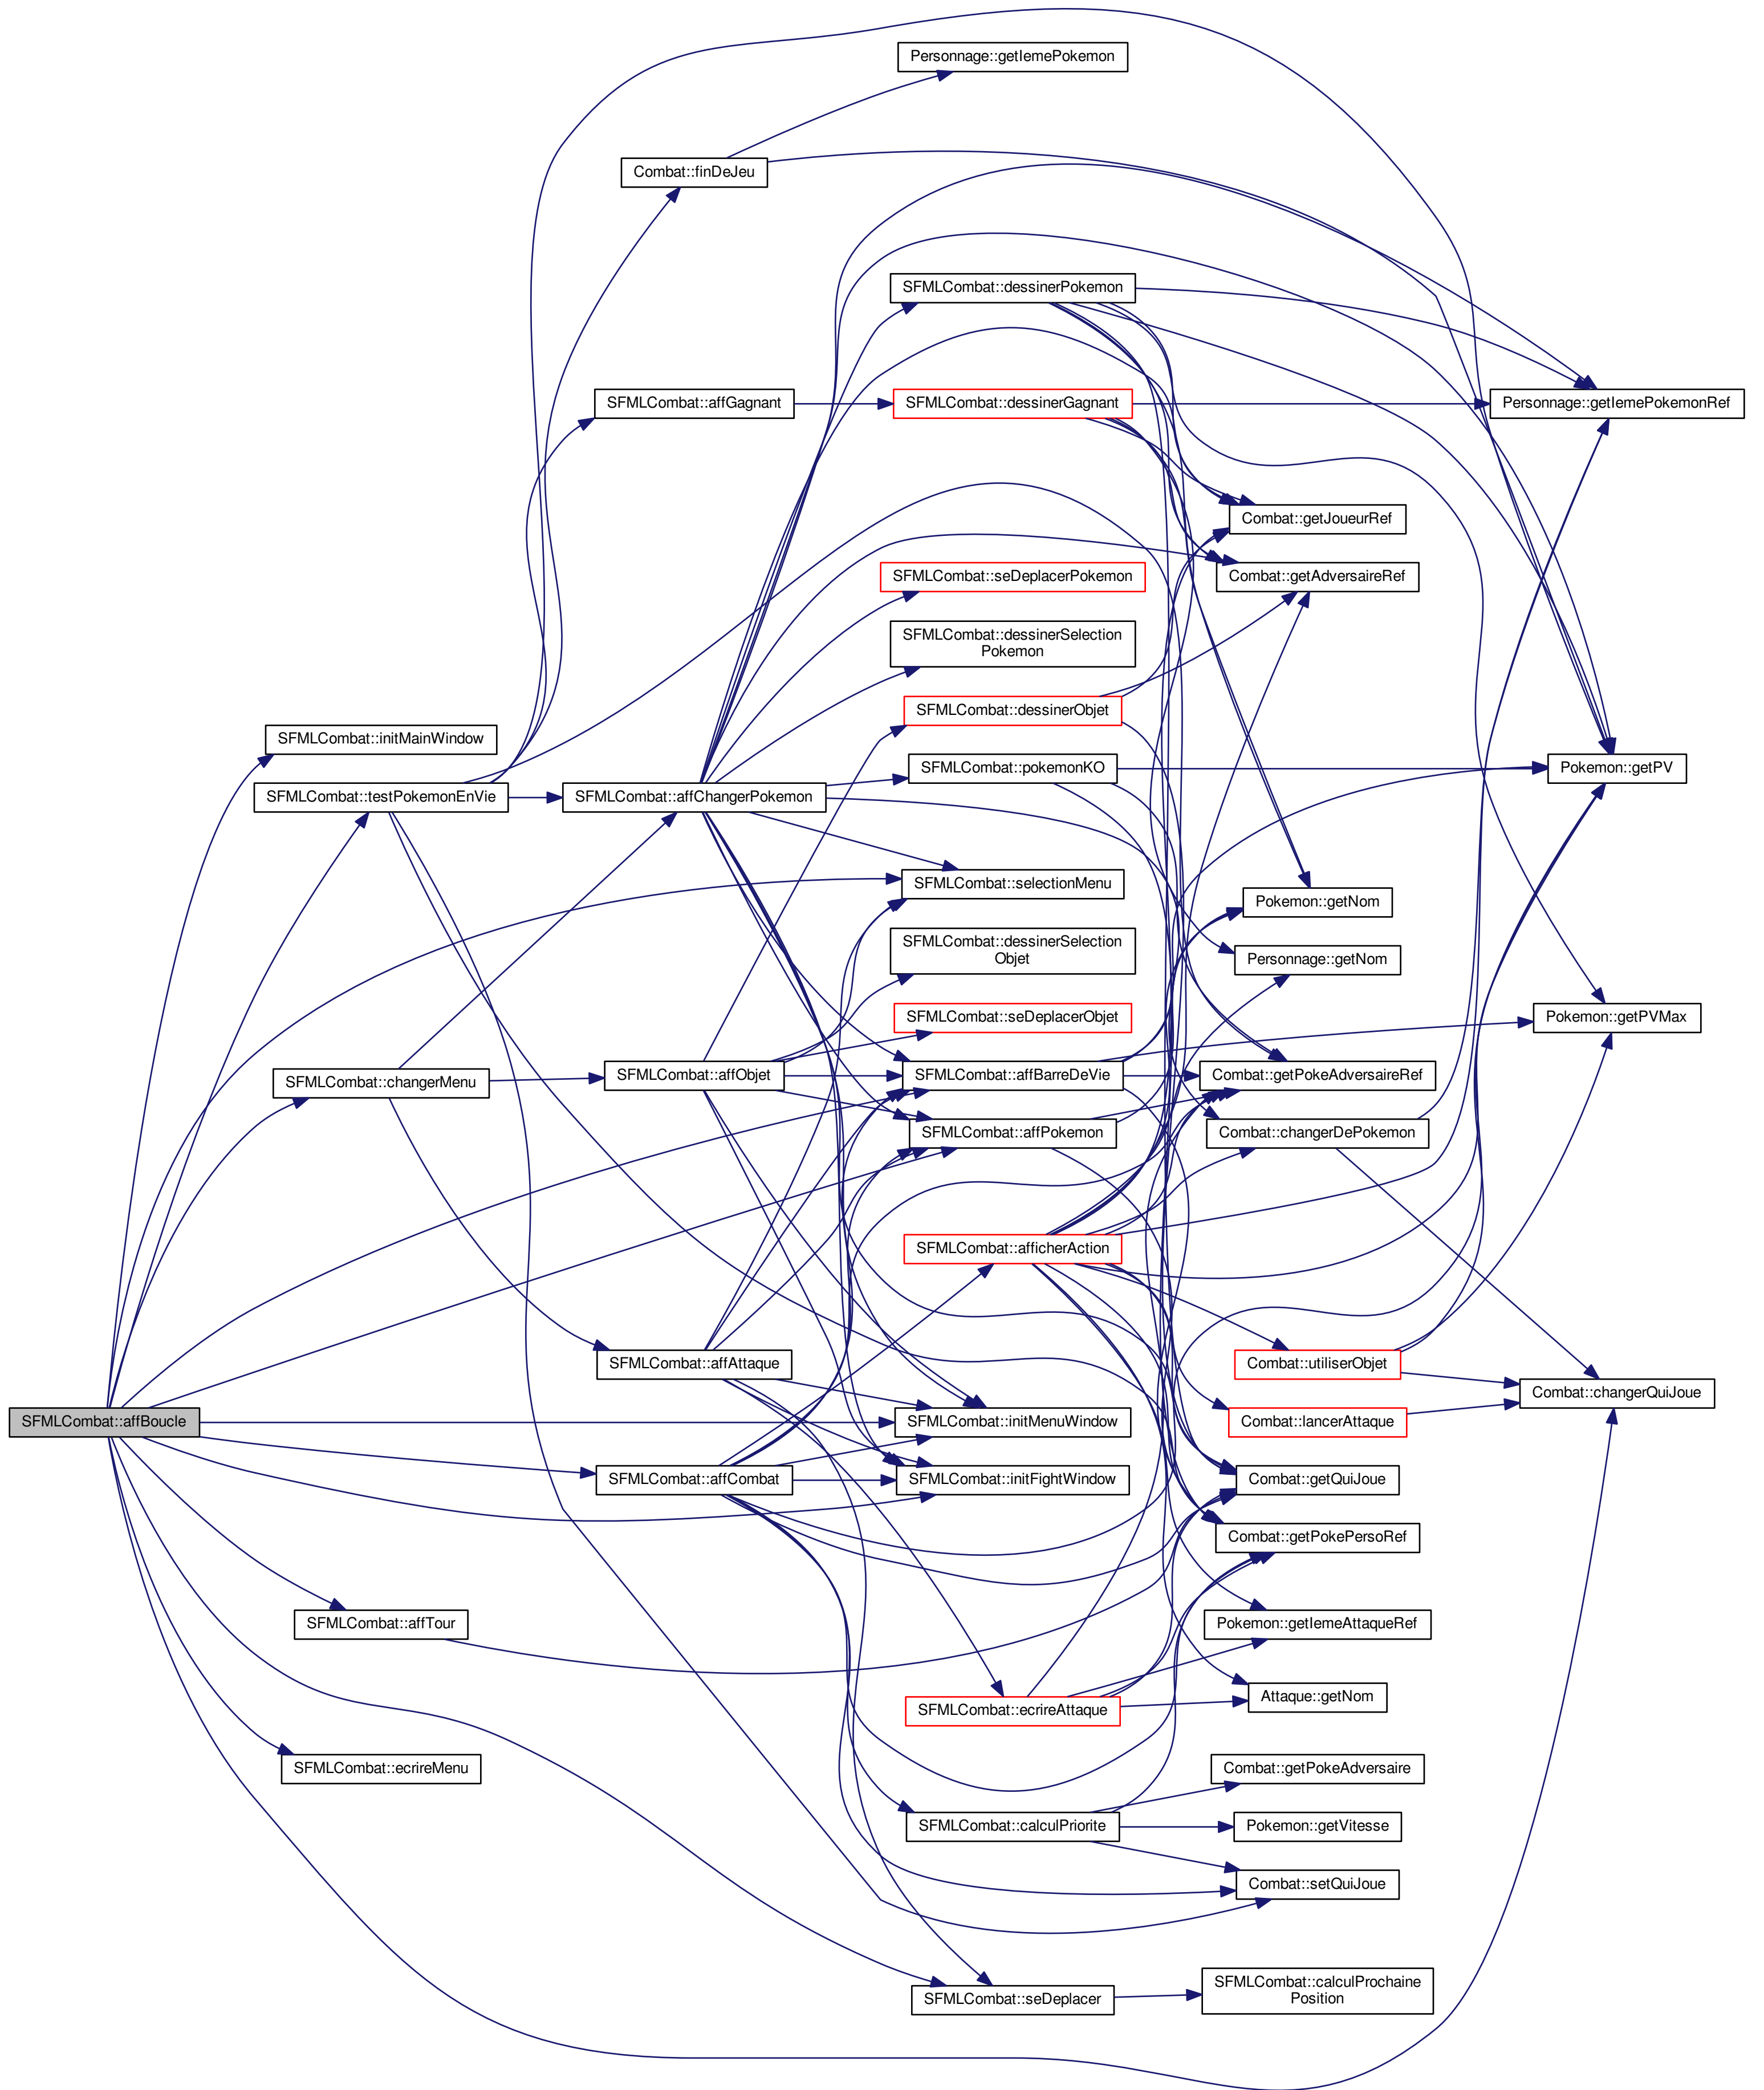 Personnage::getIemePokemon
Combat::finDeJeu
SFMLCombat::dessinerPokemon
SFMLCombat::affGagnant
SFMLCombat::dessinerGagnant
Personnage::getIemePokemonRef
Combat::getJoueurRef
SFMLCombat::seDeplacerPokemon
Combat::getAdversaireRef
SFMLCombat::dessinerSelection
Pokemon
SFMLCombat::dessinerObjet
SFMLCombat::initMainWindow
SFMLCombat::pokemonKO
Pokemon::getPV
SFMLCombat::testPokemonEnVie
SFMLCombat::affChangerPokemon
SFMLCombat::selectionMenu
Pokemon::getNom
SFMLCombat::dessinerSelection
Objet
Personnage::getNom
SFMLCombat::seDeplacerObjet
Pokemon::getPVMax
SFMLCombat::changerMenu
SFMLCombat::affObjet
SFMLCombat::affBarreDeVie
Combat::getPokeAdversaireRef
SFMLCombat::affPokemon
Combat::changerDePokemon
SFMLCombat::afficherAction
SFMLCombat::affAttaque
Combat::utiliserObjet
Combat::changerQuiJoue
SFMLCombat::affBoucle
SFMLCombat::initMenuWindow
Combat::lancerAttaque
SFMLCombat::affCombat
SFMLCombat::initFightWindow
Combat::getQuiJoue
Combat::getPokePersoRef
SFMLCombat::affTour
Pokemon::getIemeAttaqueRef
SFMLCombat::ecrireAttaque
Attaque::getNom
SFMLCombat::ecrireMenu
Combat::getPokeAdversaire
SFMLCombat::calculPriorite
Pokemon::getVitesse
Combat::setQuiJoue
SFMLCombat::seDeplacer
SFMLCombat::calculProchaine
Position